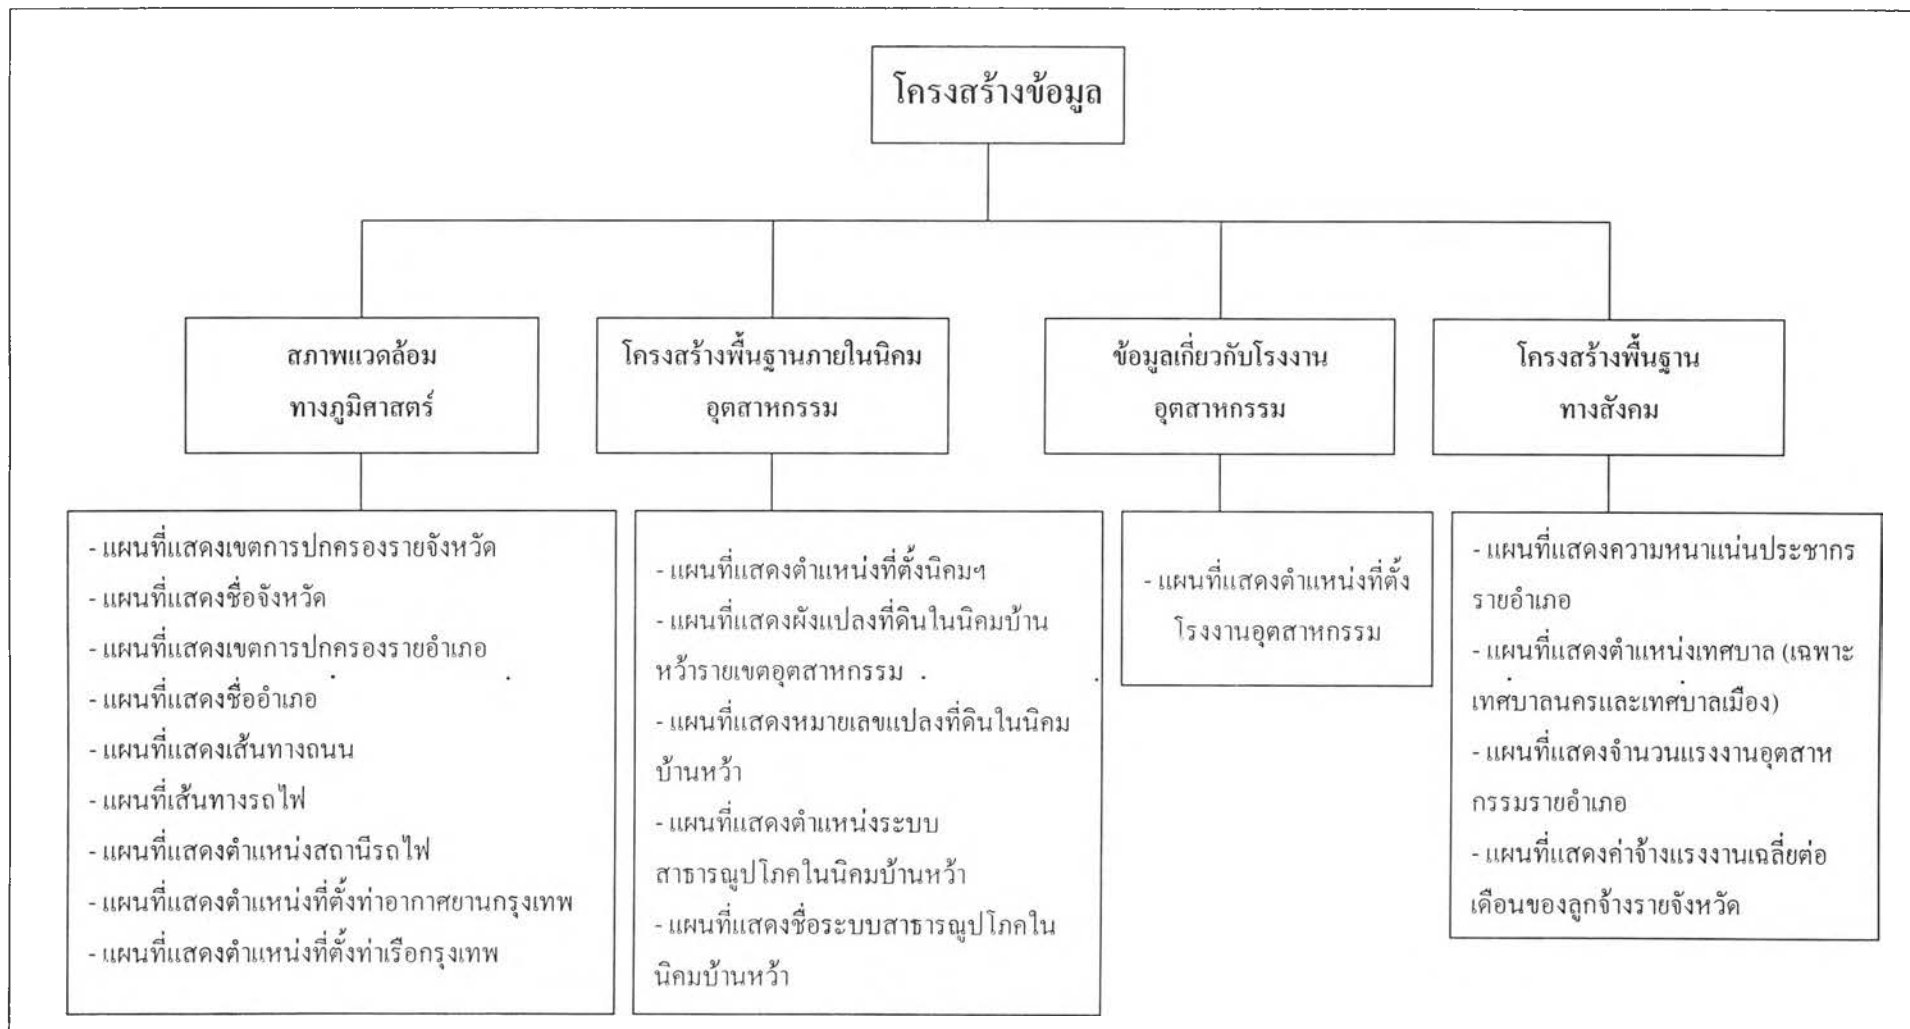 โครงสร้างข้อมูล
สภาพแวดล้อม
ทางภูมิศาสตร์
โครงสร้างพื้นฐานภายในนิคม
อุตสาหกรรม
ข้อมูลเกี่ยวกับโรงงาน
อุตสาหกรรม
โครงสร้างพื้นฐาน
ทางสังคม
- แผนที่แสดงเขตการปกครองรายจังหวัด
- แผนที่แสดงชื่อจังหวัด
- แผนที่แสดงเขตการปกครองรายอำเภอ
- แผนที่แสดงชื่ออำเภอ
- แผนที่แสดงเส้นทางถนน
- แผนที่เส้นทางรถไฟ
- แผนที่แสดงตำแหน่งสถานีรถไฟ
- แผนที่แสดงตำแหน่งที่ตั้งท่าอากาศยานกรุงเทพ
- แผนที่แสดงตำแหน่งที่ตั้งท่าเรือกรุงเทพ
- แผนที่แสดงตำแหน่งที่ตั้งนิคมฯ
- แผนที่แสดงผังแปลงที่ดินในนิคมบ้าน
หว้ารายเขตอุตสาหกรรม
- แผนที่แสดงหมายเลขแปลงที่ดินในนิคม
บ้านหว้า
- แผนที่แสดงตำแหน่งระบบ
สาธารณูปโภคในนิคมบ้านหว้า
- แผนที่แสดงชื่อระบบสาธารณูปโภคใน
นิคมบ้านหว้า
- แผนที่แสดงตำแหน่งที่ตั้ง
โรงงานอุตสาหกรรม
- แผนที่แสดงความหนาแน่นประชากร
รายอำเภอ
- แผนที่แสดงตำแหน่งเทศบาล (เฉพาะ
เทศบาลนครและเทศบาลเมือง)
- แผนที่แสดงจำนวนแรงงานอุตสาห
กรรมรายอำเภอ
- แผนที่แสดงค่าจ้างแรงงานเฉลี่ยต่อ
เดือนของลูกจ้างรายจังหวัด